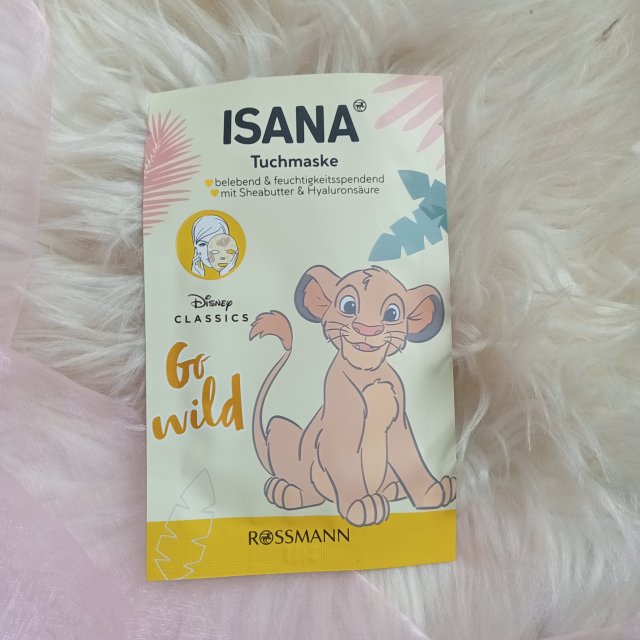 ISANA
Tuchmaske
belebend & feuchtigkeitsspendend
mit Sheabutter & Hyaluronsäure
Disney
CLASSICS
Go
wild
ROSSMANN